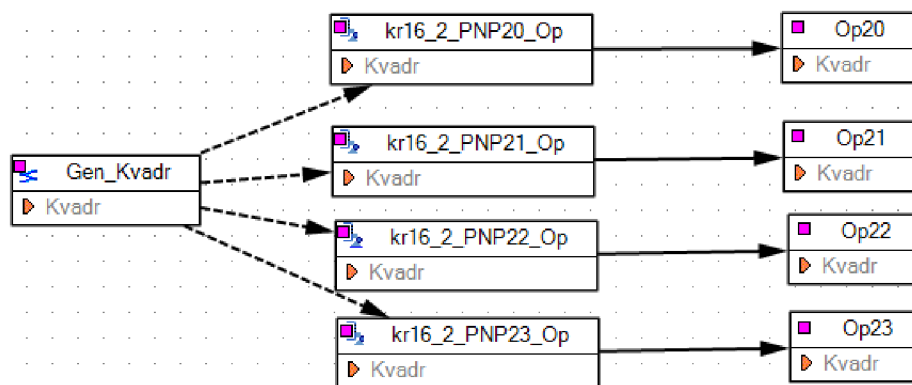 kr16_2_PNP20_Op
Kvadr
Op20
Kvadr
kr16_2_PNP21_Op
Kvadr
Op21
Kvadr
Gen_Kvadr
Kvadr
kr16_2_PNP22_Op
Kvadr
Op22
Kvadr
kr16_2_PNP23_Op
Kvadr
Op23
Kvadr